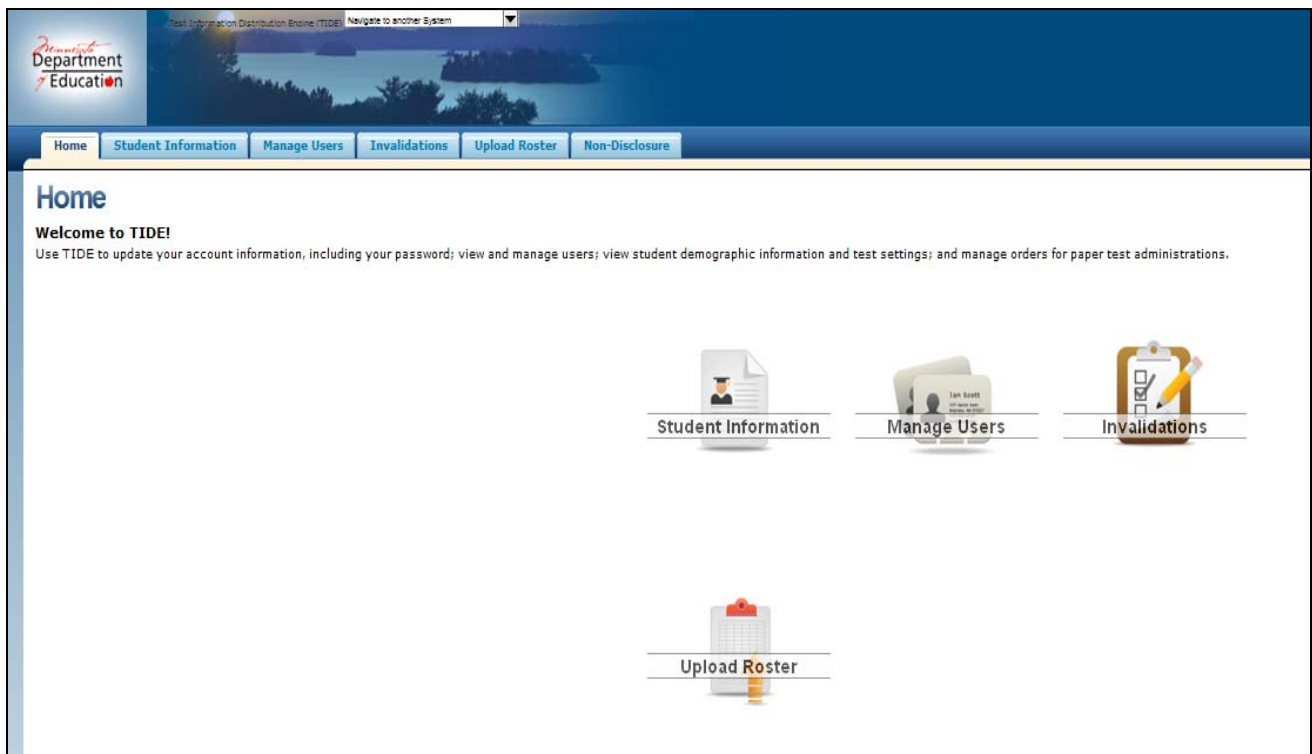 Test Information Distribution Engine (TIDE) Navigate to another System
Minnesota
Department
of Education
Home Student Information Manage Users Invalidations Upload Roster Non-Disclosure
Home
Welcome to TIDE!
Use TIDE to update your account information, including your password; view and manage users; view student demographic information and test settings; and manage orders for paper test administrations.
Ian Scott
Student Information Manage Users Invalidations
Upload Roster